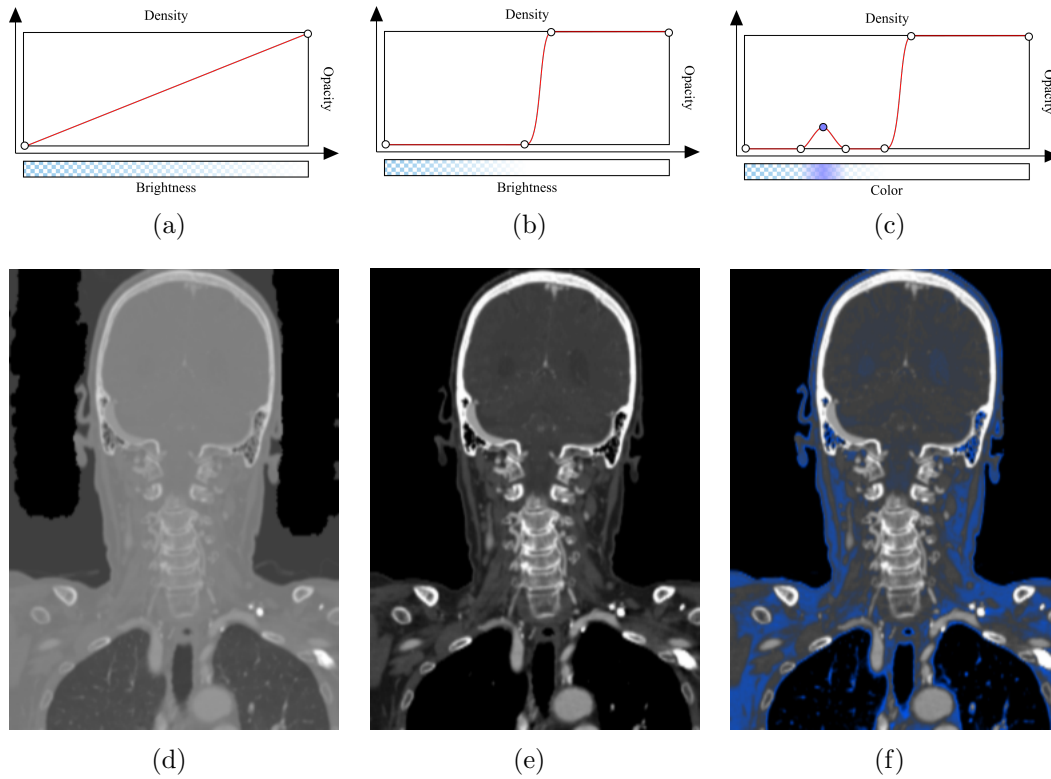 Density
Opacity
Brightness
(a)
Density
Opacity
Brightness
(b)
Density
Opacity
Color
(c)
(d)
(e)
(f)